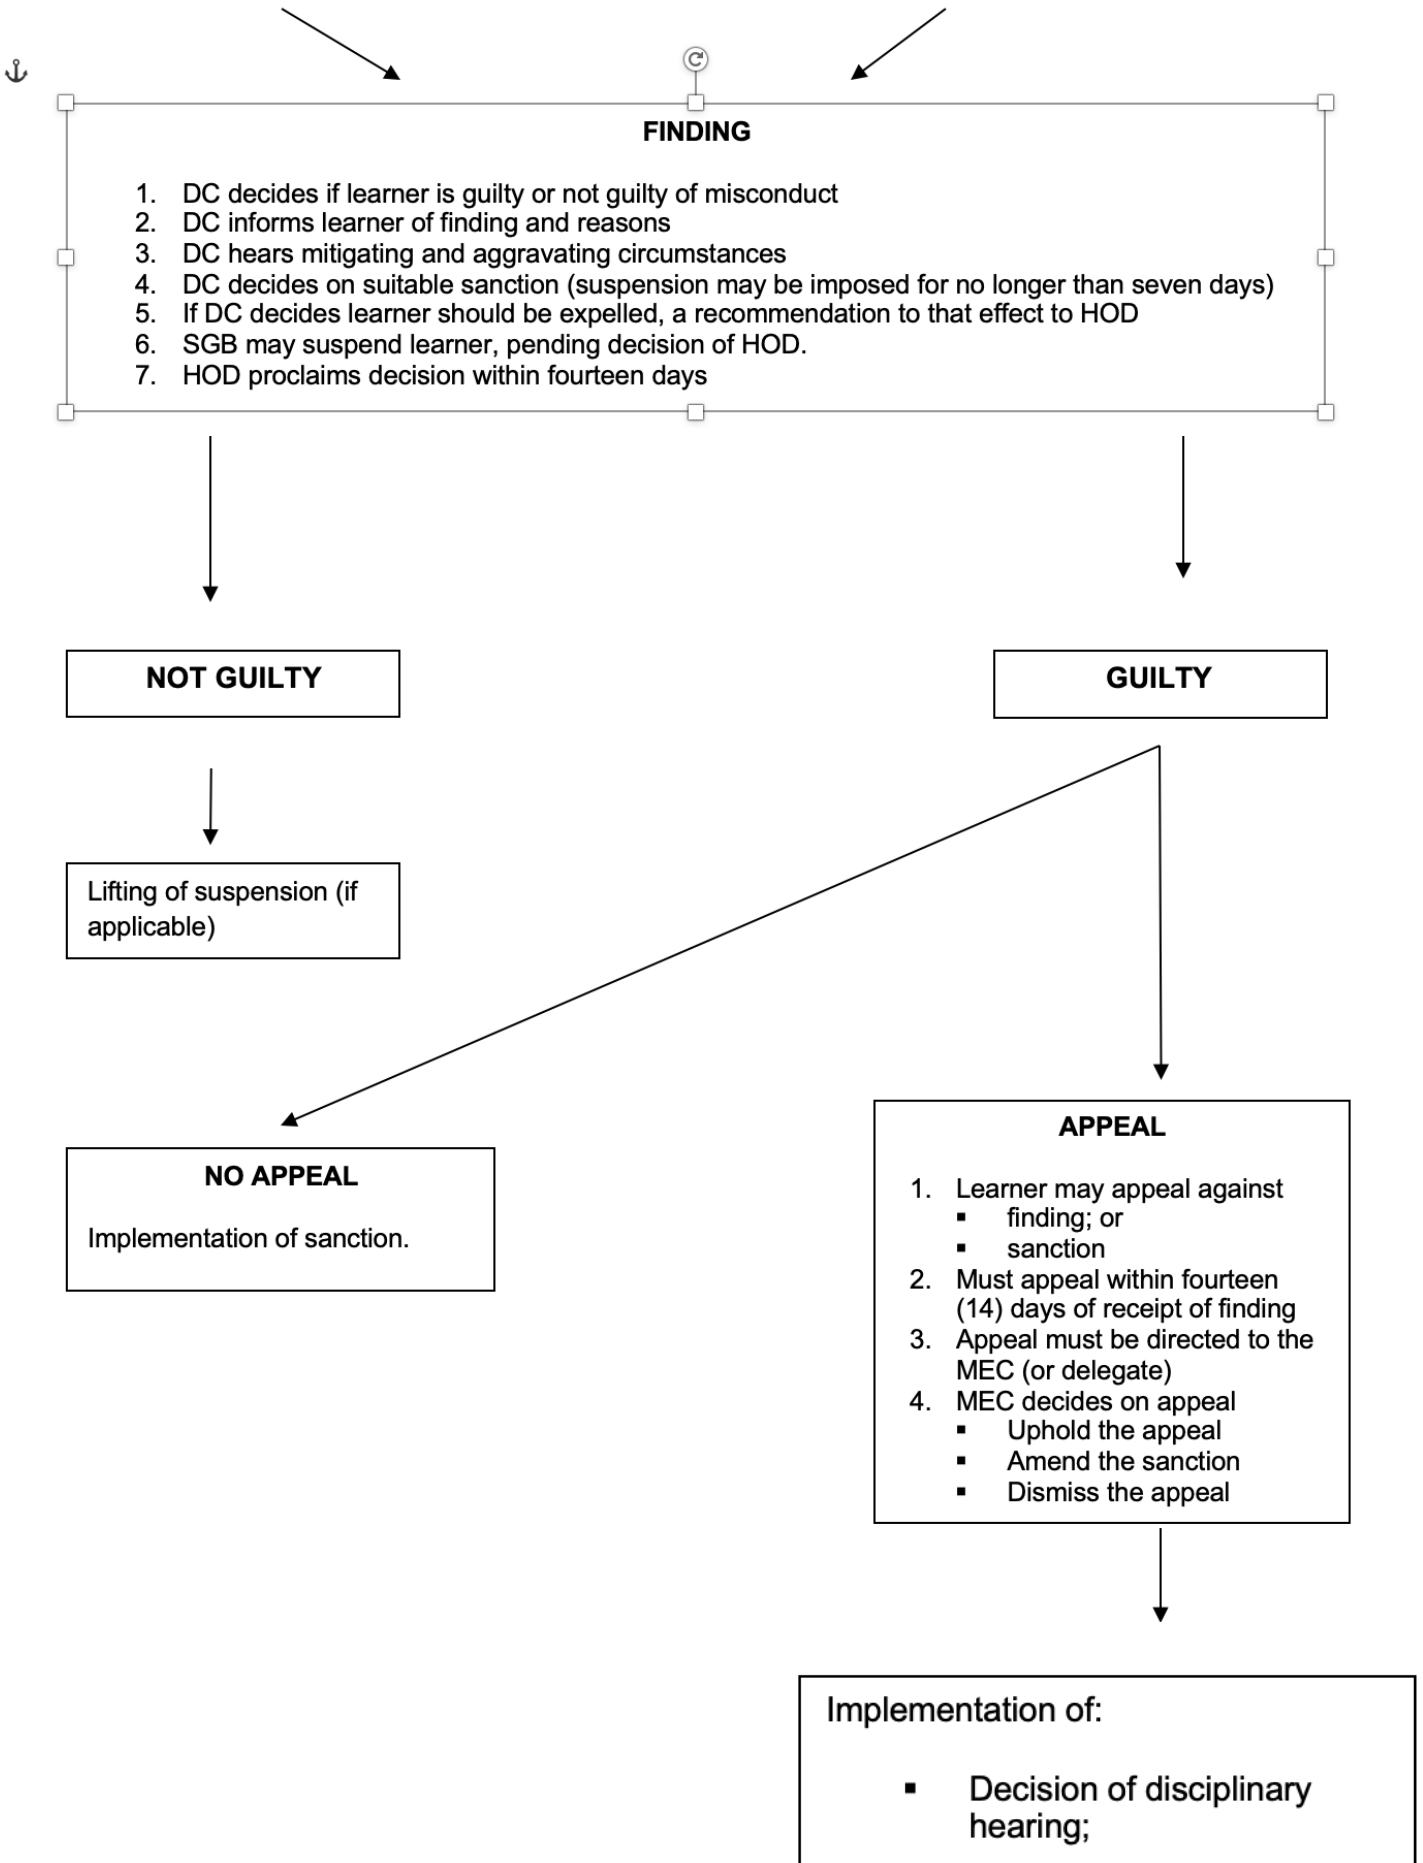 FINDING
1. DC decides if learner is guilty or not guilty of misconduct
2. DC informs learner of finding and reasons
3. DC hears mitigating and aggravating circumstances
4. DC decides on suitable sanction (suspension may be imposed for no longer than seven days)
5. If DC decides learner should be expelled, a recommendation to that effect to HOD
6. SGB may suspend learner, pending decision of HOD.
7. HOD proclaims decision within fourteen days
NOT GUILTY
GUILTY
Lifting of suspension (if
applicable)
NO APPEAL
Implementation of sanction.
APPEAL
1. Learner may appeal against
▪ finding; or
▪ sanction
2. Must appeal within fourteen
(14) days of receipt of finding
3. Appeal must be directed to the
MEC (or delegate)
4. MEC decides on appeal
▪ Uphold the appeal
▪ Amend the sanction
▪ Dismiss the appeal
Implementation of:
▪ Decision of disciplinary
hearing;